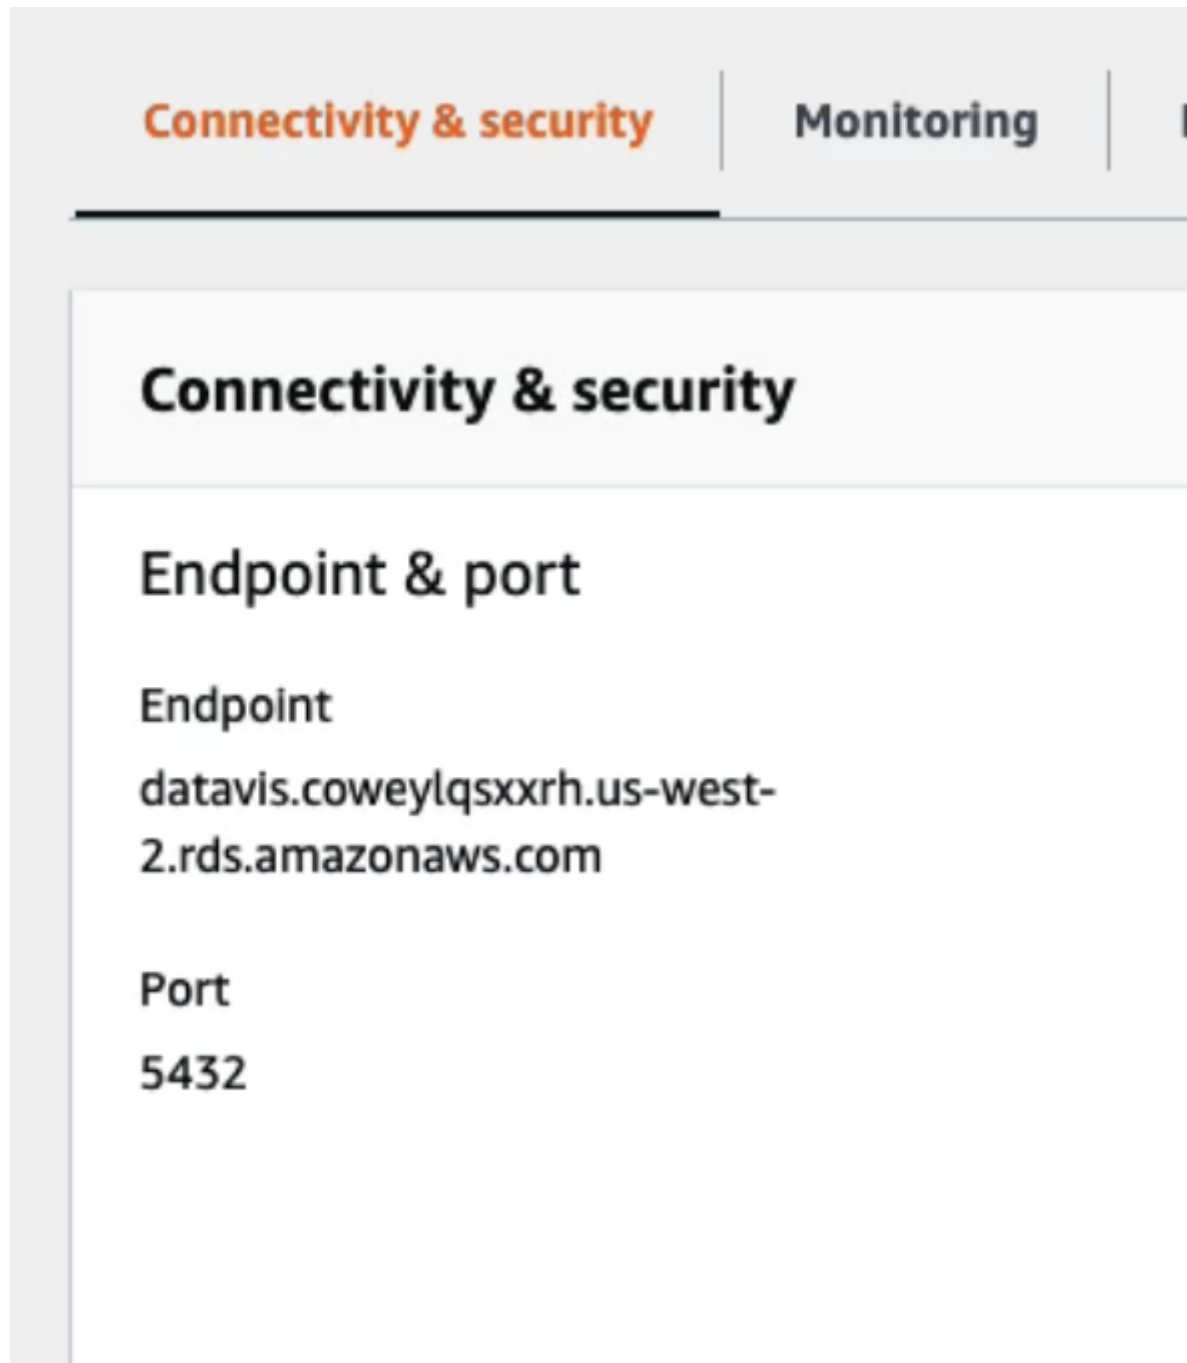 Connectivity & security
Monitoring
Connectivity & security
Endpoint & port
Endpoint
datavis.coweylqsxxrh.us-west-
2.rds.amazonaws.com
Port
5432